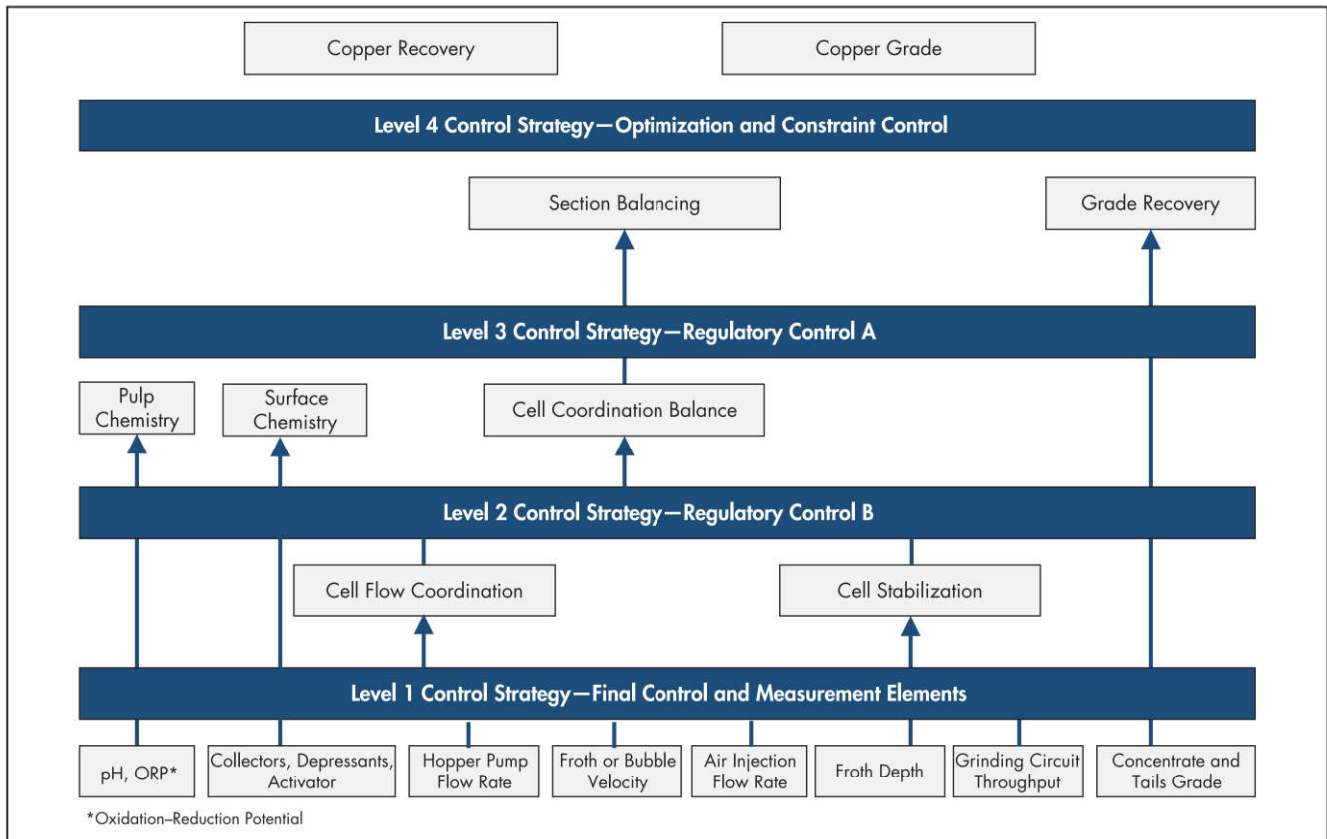 Copper Recovery
Copper Grade
Level 4 Control Strategy—Optimization and Constraint Control
Section Balancing
Grade Recovery
Level 3 Control Strategy—Regulatory Control A
Pulp
Chemistry
Surface
Chemistry
Cell Coordination Balance
Level 2 Control Strategy—Regulatory Control B
Cell Flow Coordination
Cell Stabilization
Level 1 Control Strategy—Final Control and Measurement Elements
pH, ORP*
Collectors, Depressants,
Activator
Hopper Pump
Flow Rate
Froth or Bubble
Velocity
Air Injection
Flow Rate
Froth Depth
Grinding Circuit
Throughput
Concentrate and
Tails Grade
*Oxidation–Reduction Potential